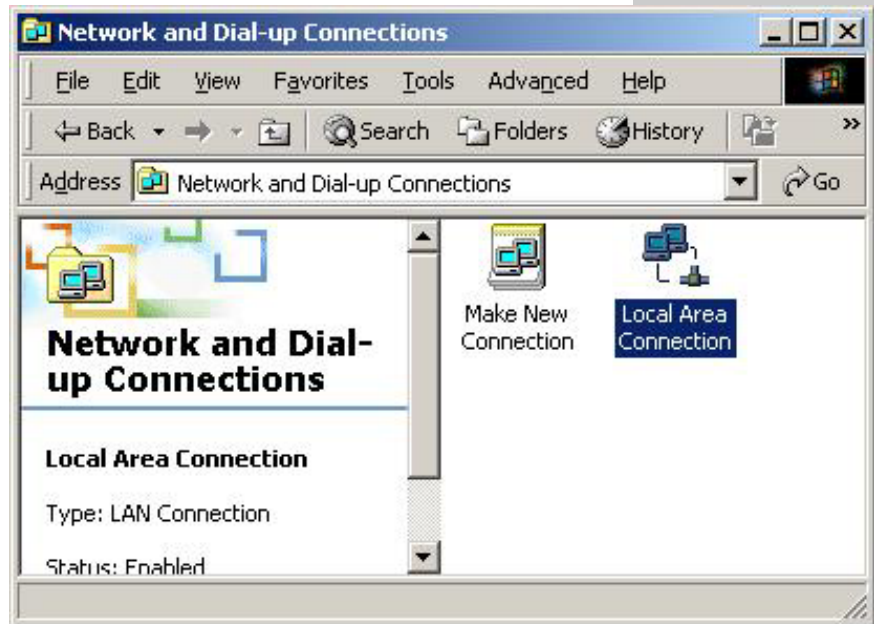 Network and Dial-up Connections
File Edit View Favorites Tools Advanced Help
Back Search Folders History »
Address Network and Dial-up Connections Go
Network and Dial-
up Connections
Local Area Connection
Type: LAN Connection
Status: Enabled
Make New
Connection
Local Area
Connection